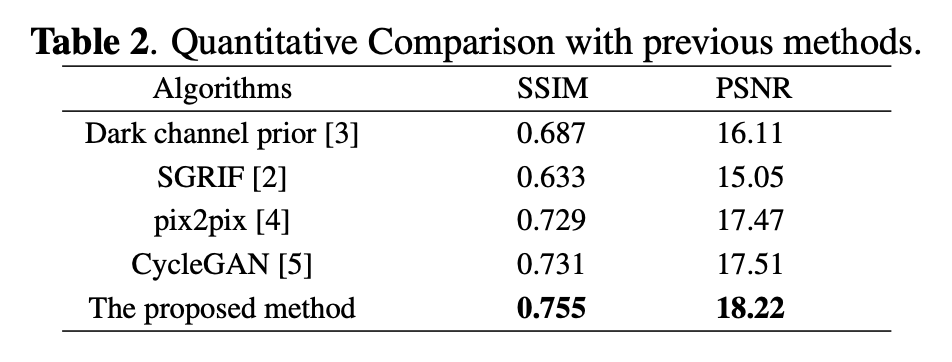 Table 2. Quantitative Comparison with previous methods.
Algorithms SSIM PSNR
Dark channel prior [3] 0.687 16.11
SGRIF [2] 0.633 15.05
pix2pix [4] 0.729 17.47
CycleGAN [5] 0.731 17.51
The proposed method 0.755 18.22